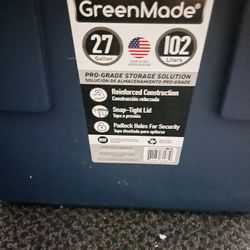 GreenMade®
27
Gallon
102
Liters
PRO-GRADE STORAGE SOLUTION
SOLUCIÓN DE ALMACENAMIENTO PRO-GRADE
Reinforced Construction
Construcción reforzada
Snap-Tight Lid
Tapa a presión
Padlock Holes For Security
NSF